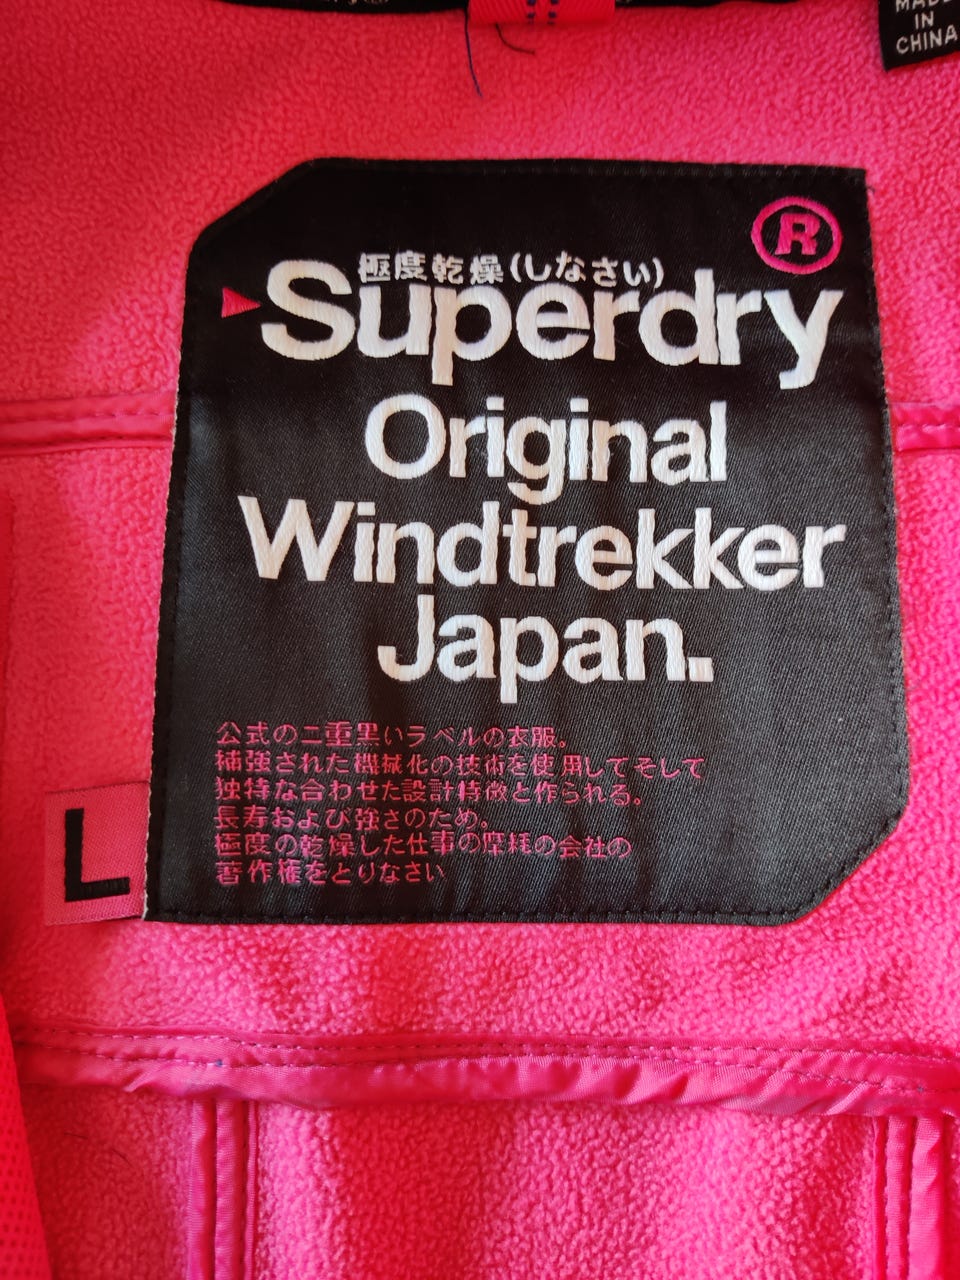 MADE
IN
CHINA
®
極度乾燥(しなさい)
Superdry
Original
Windtrekker
Japan.
公式の二重黒いラベルの衣服。
補強された機械化の技術を使用してそして
独特な合わせた設計特徴と作られる。
長寿および強さのため。
極度の乾燥した仕事の摩耗の会社の
著作権をとりなさい
L